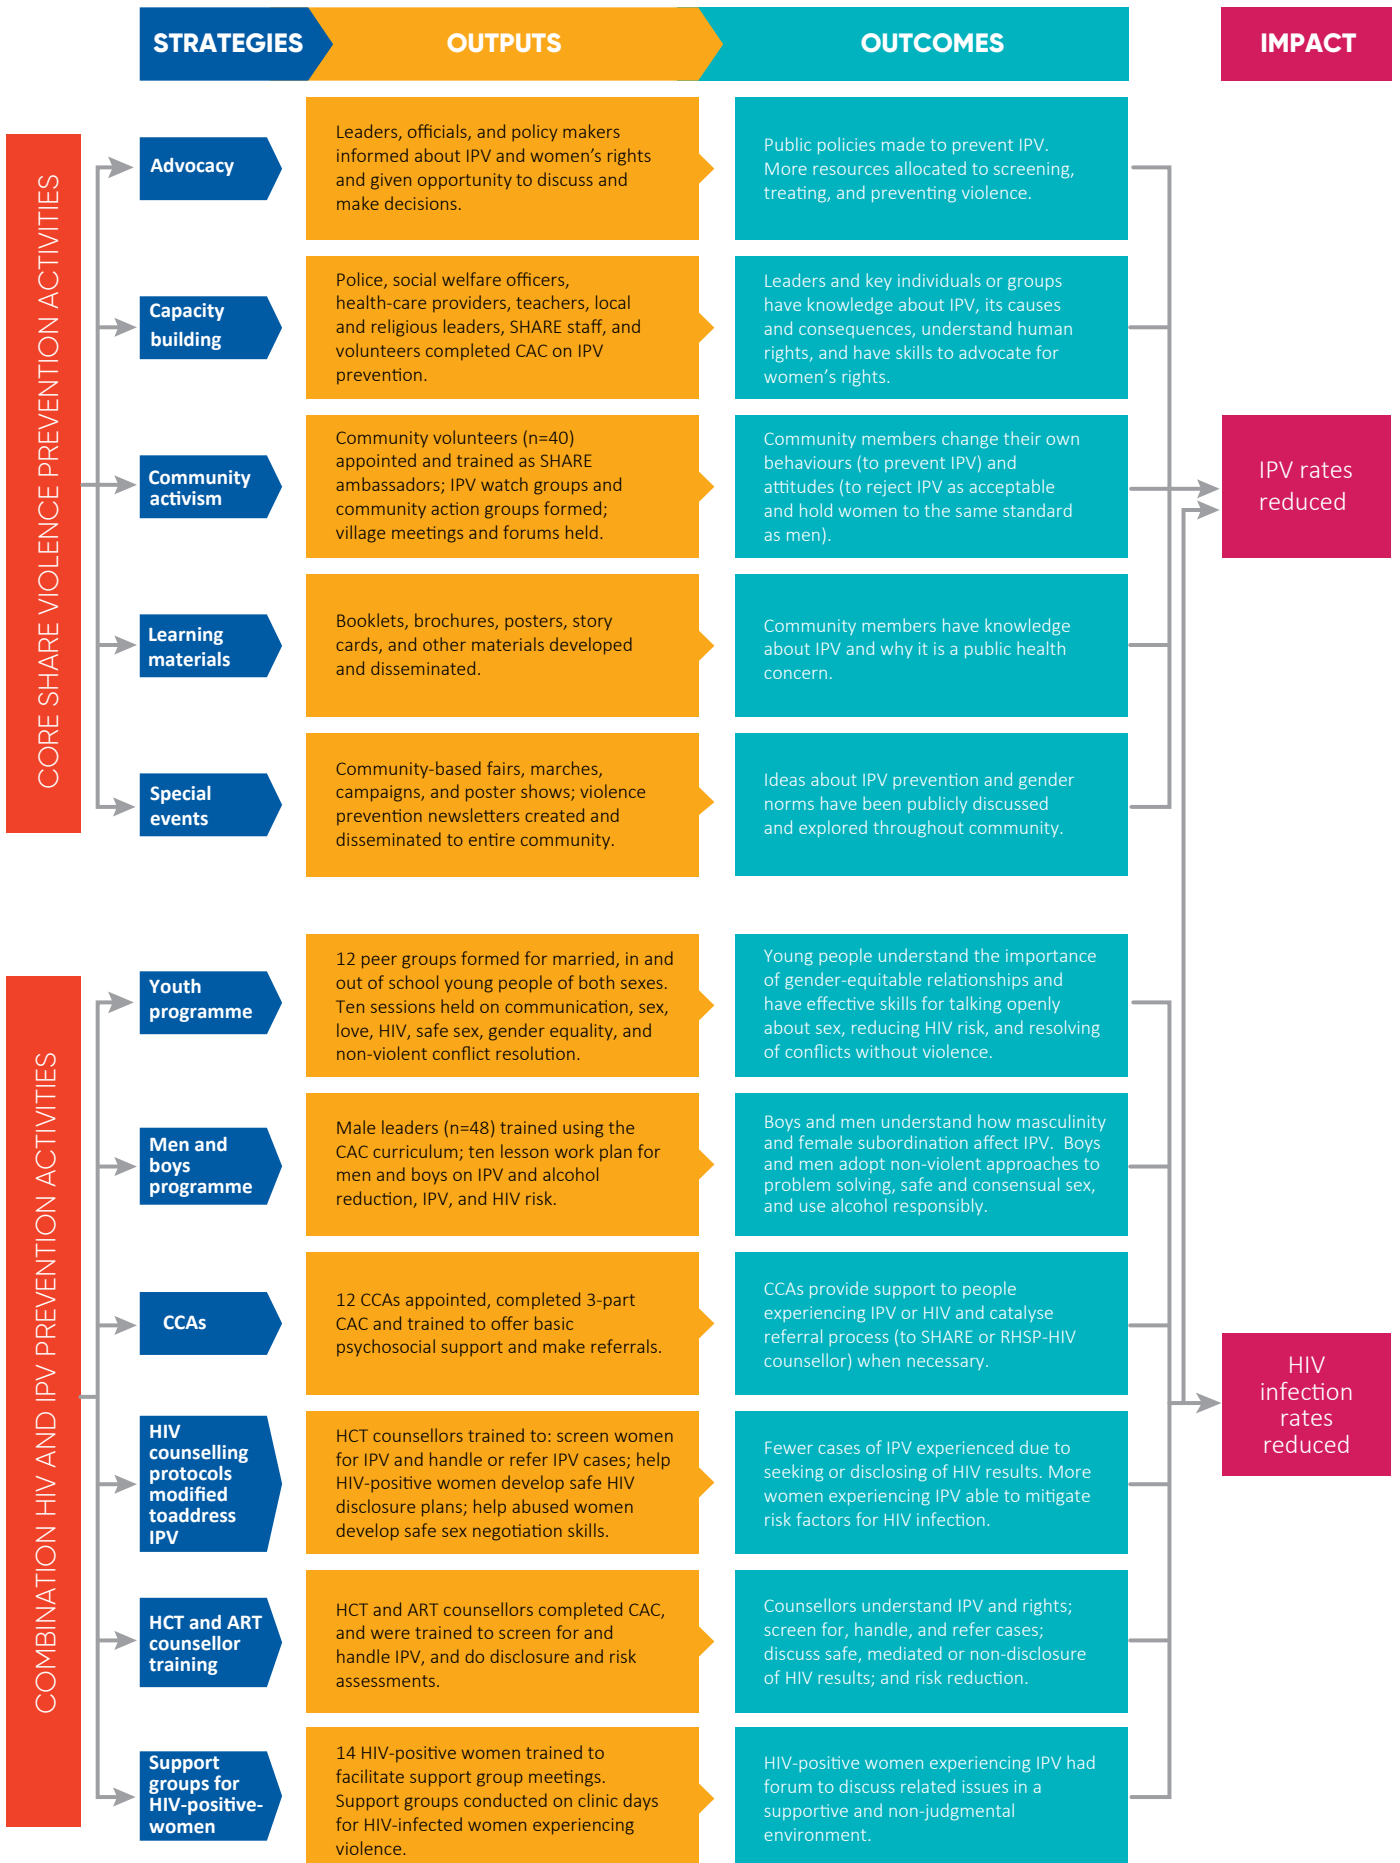 STRATEGIES
OUTPUTS
OUTCOMES
IMPACT
CORE SHARE VIOLENCE PREVENTION ACTIVITIES
Advocacy
Leaders, officials, and policy makers
informed about IPV and women’s rights
and given opportunity to discuss and
make decisions.
Public policies made to prevent IPV.
More resources allocated to screening,
treating, and preventing violence.
Capacity
building
Police, social welfare officers,
health-care providers, teachers, local
and religious leaders, SHARE staff, and
volunteers completed CAC on IPV
prevention.
Leaders and key individuals or groups
have knowledge about IPV, its causes
and consequences, understand human
rights, and have skills to advocate for
women’s rights.
Community
activism
Community volunteers (n=40)
appointed and trained as SHARE
ambassadors; IPV watch groups and
community action groups formed;
village meetings and forums held.
Community members change their own
behaviours (to prevent IPV) and
attitudes (to reject IPV as acceptable
and hold women to the same standard
as men).
IPV rates
reduced
Learning
materials
Booklets, brochures, posters, story
cards, and other materials developed
and disseminated.
Community members have knowledge
about IPV and why it is a public health
concern.
Special
events
Community-based fairs, marches,
campaigns, and poster shows; violence
prevention newsletters created and
disseminated to entire community.
Ideas about IPV prevention and gender
norms have been publicly discussed
and explored throughout community.
COMBINATION HIV AND IPV PREVENTION ACTIVITIES
Youth
programme
12 peer groups formed for married, in and
out of school young people of both sexes.
Ten sessions held on communication, sex,
love, HIV, safe sex, gender equality, and
non-violent conflict resolution.
Young people understand the importance
of gender-equitable relationships and
have effective skills for talking openly
about sex, reducing HIV risk, and resolving
of conflicts without violence.
Men and
boys
programme
Male leaders (n=48) trained using the
CAC curriculum; ten lesson work plan for
men and boys on IPV and alcohol
reduction, IPV, and HIV risk.
Boys and men understand how masculinity
and female subordination affect IPV.  Boys
and men adopt non-violent approaches to
problem solving, safe and consensual sex,
and use alcohol responsibly.
CCAs
12 CCAs appointed, completed 3-part
CAC and trained to offer basic
psychosocial support and make referrals.
CCAs provide support to people
experiencing IPV or HIV and catalyse
referral process (to SHARE or RHSP-HIV
counsellor) when necessary.
HIV
infection
rates
reduced
HIV
counselling
protocols
modified
toaddress
IPV
HCT counsellors trained to: screen women
for IPV and handle or refer IPV cases; help
HIV-positive women develop safe HIV
disclosure plans; help abused women
develop safe sex negotiation skills.
Fewer cases of IPV experienced due to
seeking or disclosing of HIV results. More
women experiencing IPV able to mitigate
risk factors for HIV infection.
HCT and ART
counsellor
training
HCT and ART counsellors completed CAC,
and were trained to screen for and
handle IPV, and do disclosure and risk
assessments.
Counsellors understand IPV and rights;
screen for, handle, and refer cases;
discuss safe, mediated or non-disclosure
of HIV results; and risk reduction.
Support
groups for
HIV-positive-
women
14 HIV-positive women trained to
facilitate support group meetings.
Support groups conducted on clinic days
for HIV-infected women experiencing
violence.
HIV-positive women experiencing IPV had
forum to discuss related issues in a
supportive and non-judgmental
environment.